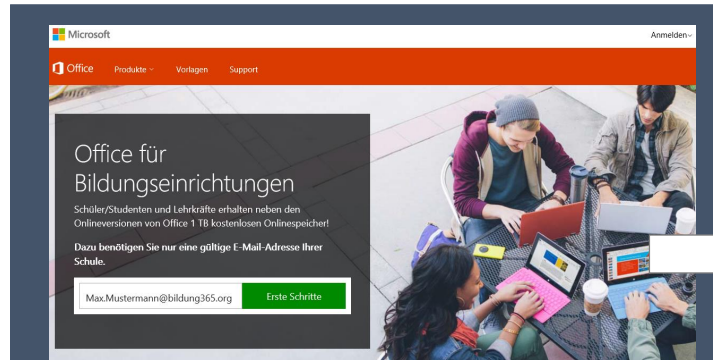 Microsoft
Anmelden
Office Produkte Vorlagen Support
Office für
Bildungseinrichtungen
Schüler/Studenten und Lehrkräfte erhalten neben den
Onlineversionen von Office 1 TB kostenlosen Onlinespeicher!
Dazu benötigen Sie nur eine gültige E-Mail-Adresse Ihrer
Schule.
Max.Mustermann@bildung365.org Erste Schritte